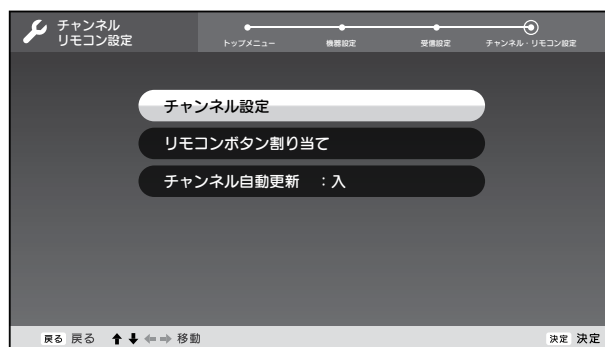 チャンネル
リモコン設定
トップメニュー 機器設定 受信設定 チャンネル・リモコン設定
チャンネル設定
リモコンボタン割り当て
チャンネル自動更新 ：入
戻る 戻る 移動 決定 決定